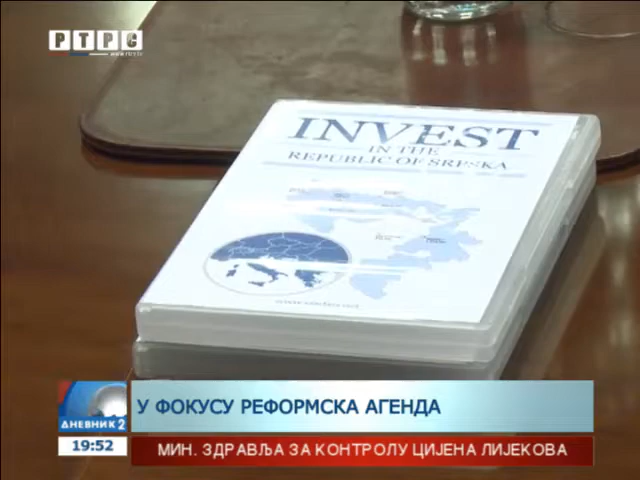 РТРС
INVEST
IN THE
REPUBLIC OF SRPSKA
У ФОКУСУ РЕФОРМСКА АГЕНДА
ДНЕВНИК 2
19:52
МИН. ЗДРАВЉА ЗА КОНТРОЛУ ЦИЈЕНА ЛИЈЕКОВА